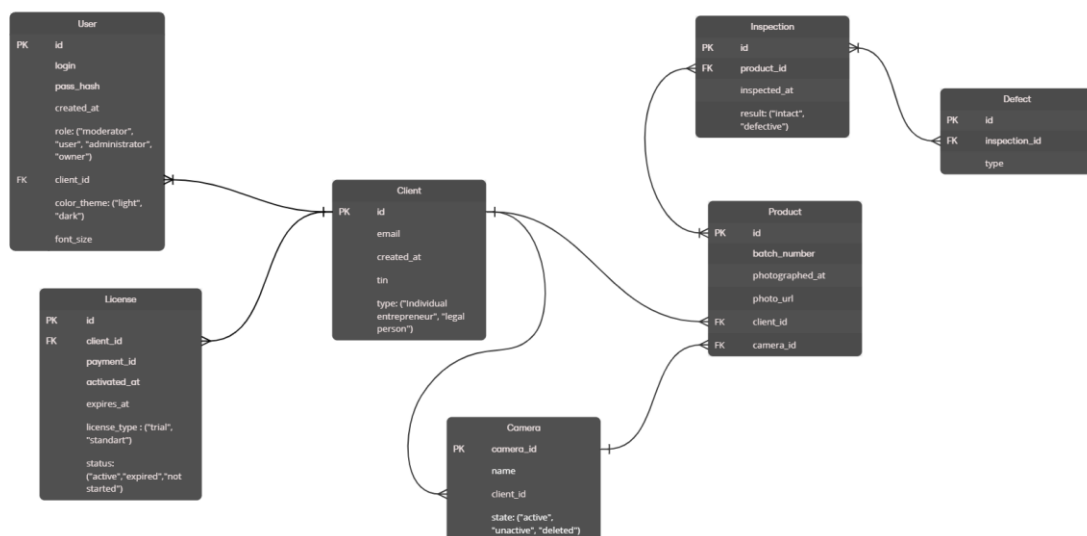 User
PK id
login
pass_hash
created_at
role: ("moderator",
"user", "administrator",
"owner")
FK client_id
color_theme: ("light",
"dark")
font_size
License
PK id
FK client_id
payment_id
activated_at
expires_at
license_type : ("trial",
"standart")
status:
("active","expired","not
started")
Client
PK id
email
created_at
tin
type: ("Individual
entrepreneur", "legal
person")
Camera
PK camera_id
name
client_id
state: ("active",
"unactive", "deleted")
Inspection
PK id
FK product_id
inspected_at
result: ("intact",
"defective")
Product
PK id
batch_number
photographed_at
photo_url
FK client_id
FK camera_id
Defect
PK id
FK inspection_id
type